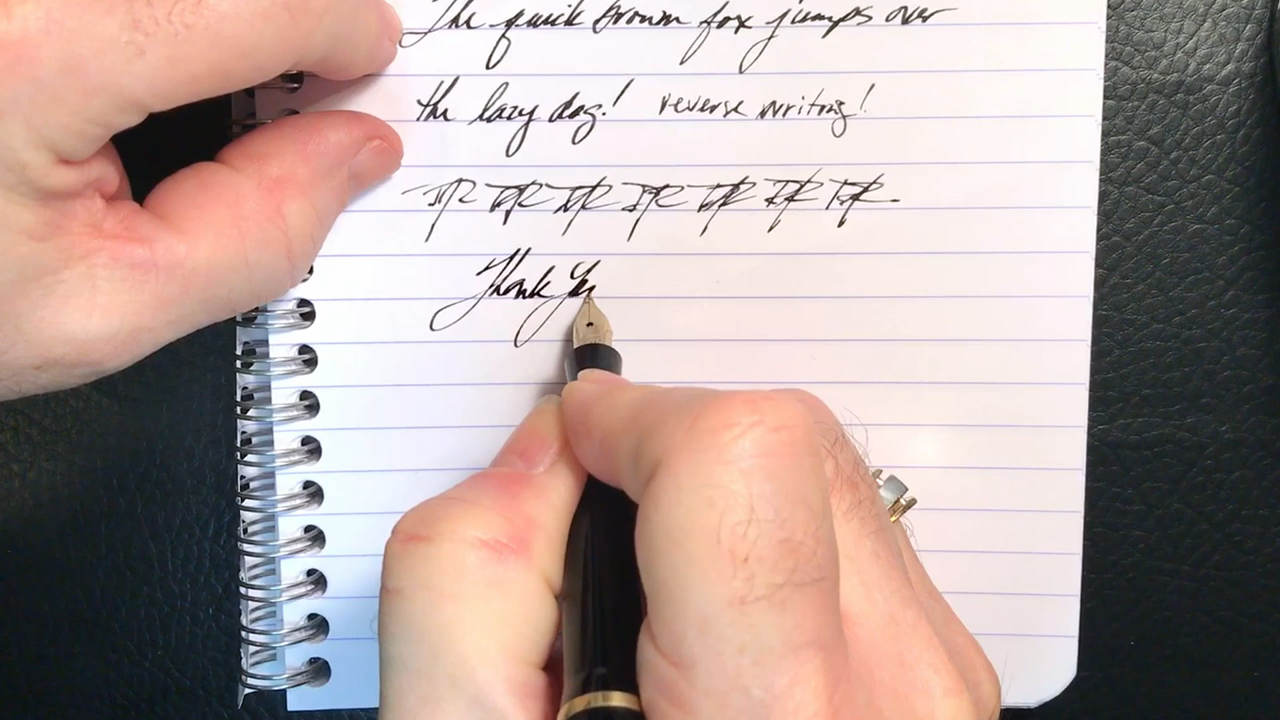 The quick brown fox jumps over
the lazy dog! reverse writing!
Thank You